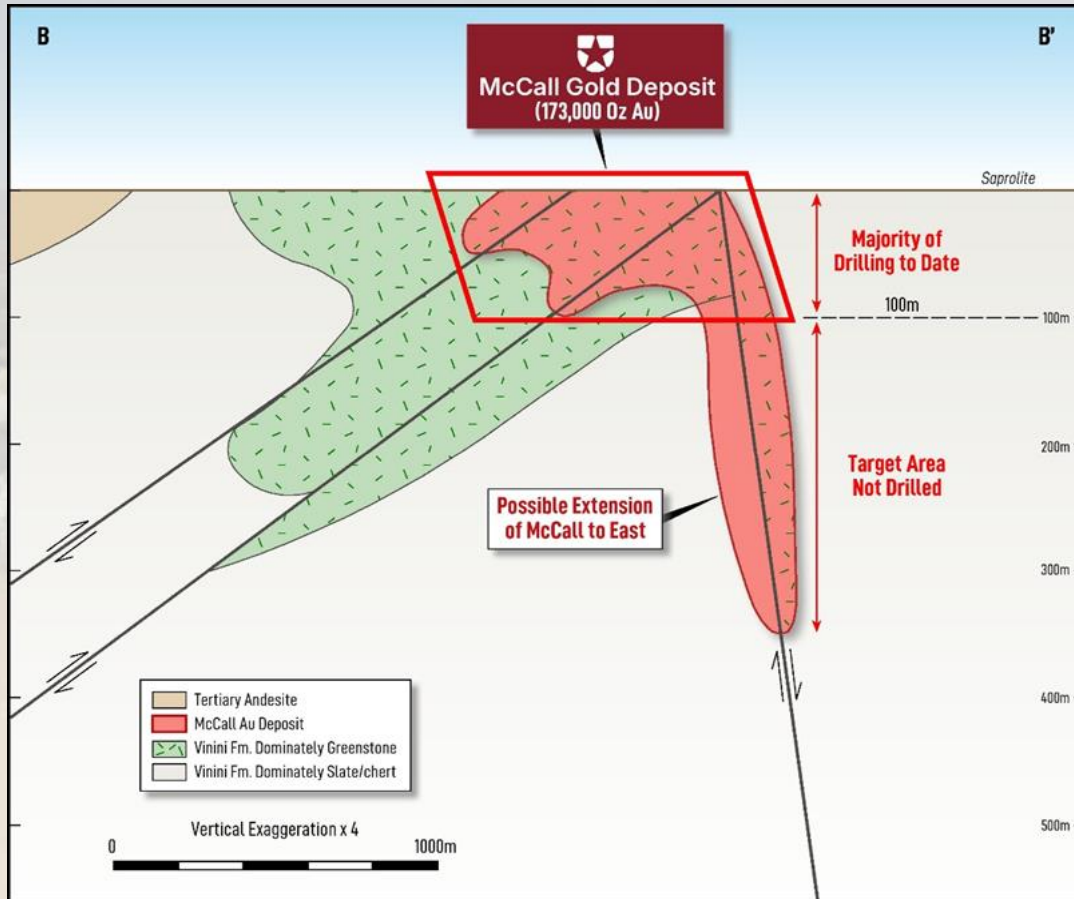 B
B'
McCall Gold Deposit
(173,000 Oz Au)
Saprolite
Majority of
Drilling to Date
100m
100m
200m
Target Area
Not Drilled
Possible Extension
of McCall to East
300m
400m
500m
Tertiary Andesite
McCall Au Deposit
Vinini Fm. Dominately Greenstone
Vinini Fm. Dominately Slate/chert
Vertical Exaggeration x 4
0
1000m